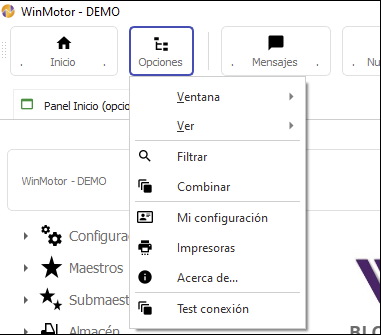 WinMotor - DEMO
Inicio
Opciones
Mensajes
Nu
Panel Inicio (opcio
Ventana
Ver
Filtrar
Combinar
Mi configuración
Impresoras
Acerca de...
Test conexión
WinMotor - DEMO
Configura
Maestros
Submaest
Almacén
BLO